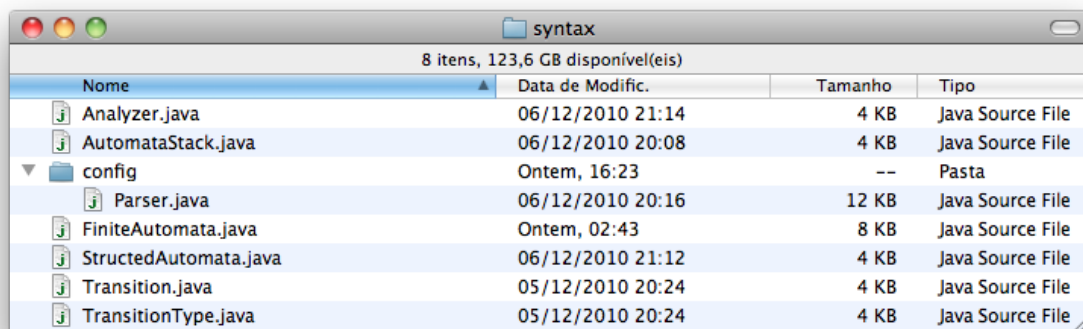 syntax
8 itens, 123,6 GB disponível(eis)
Nome Data de Modific. Tamanho Tipo
Analyzer.java 06/12/2010 21:14 4 KB Java Source File
AutomataStack.java 06/12/2010 20:08 4 KB Java Source File
config Ontem, 16:23 -- Pasta
Parser.java 06/12/2010 20:16 12 KB Java Source File
FiniteAutomata.java Ontem, 02:43 8 KB Java Source File
StructedAutomata.java 06/12/2010 21:12 4 KB Java Source File
Transition.java 05/12/2010 20:24 4 KB Java Source File
TransitionType.java 05/12/2010 20:24 4 KB Java Source File